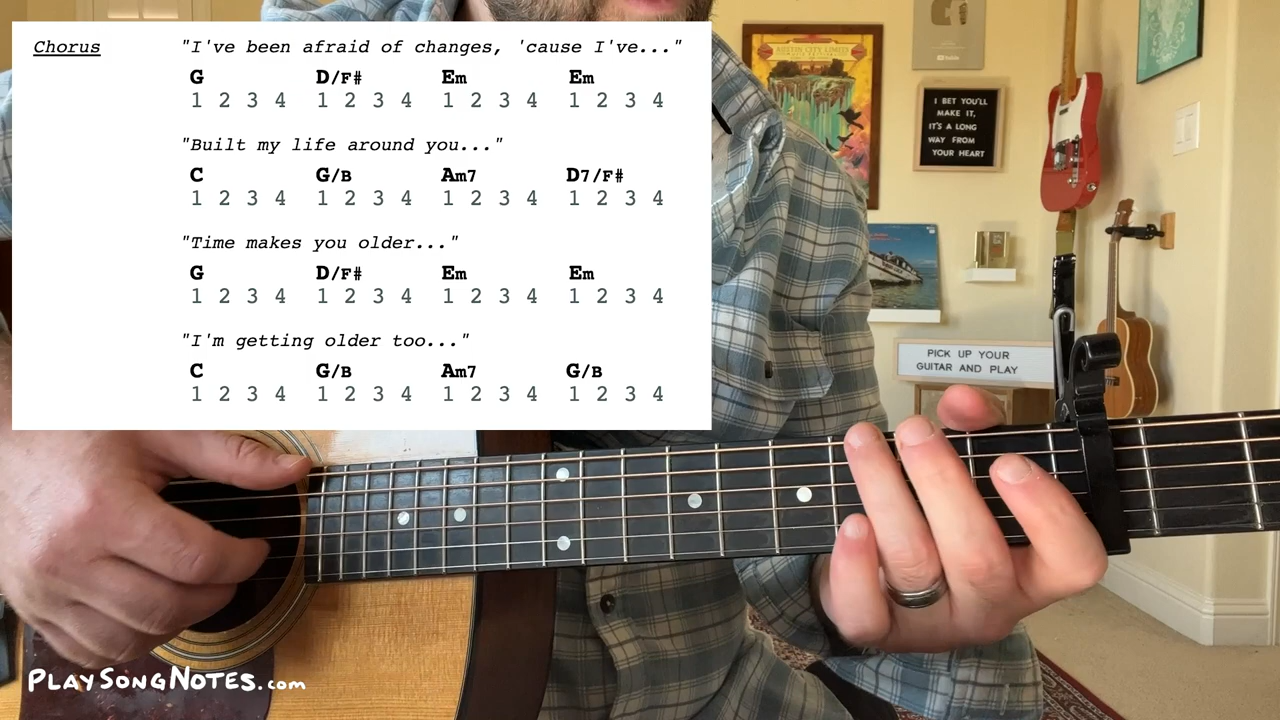 Chorus "I've been afraid of changes, 'cause I've..."
G D/F# Em Em
1 2 3 4 1 2 3 4 1 2 3 4 1 2 3 4
"Built my life around you..."
C G/B Am7 D7/F#
1 2 3 4 1 2 3 4 1 2 3 4 1 2 3 4
"Time makes you older..."
G D/F# Em Em
1 2 3 4 1 2 3 4 1 2 3 4 1 2 3 4
"I'm getting older too..."
C G/B Am7 G/B
1 2 3 4 1 2 3 4 1 2 3 4 1 2 3 4
AUSTIN CITY LIMITS
I BET YOU'LL
MAKE IT,
IT'S A LONG
WAY FROM
YOUR HEART
PICK UP YOUR
GUITAR AND PLAY
PLAYSONGNOTES.com